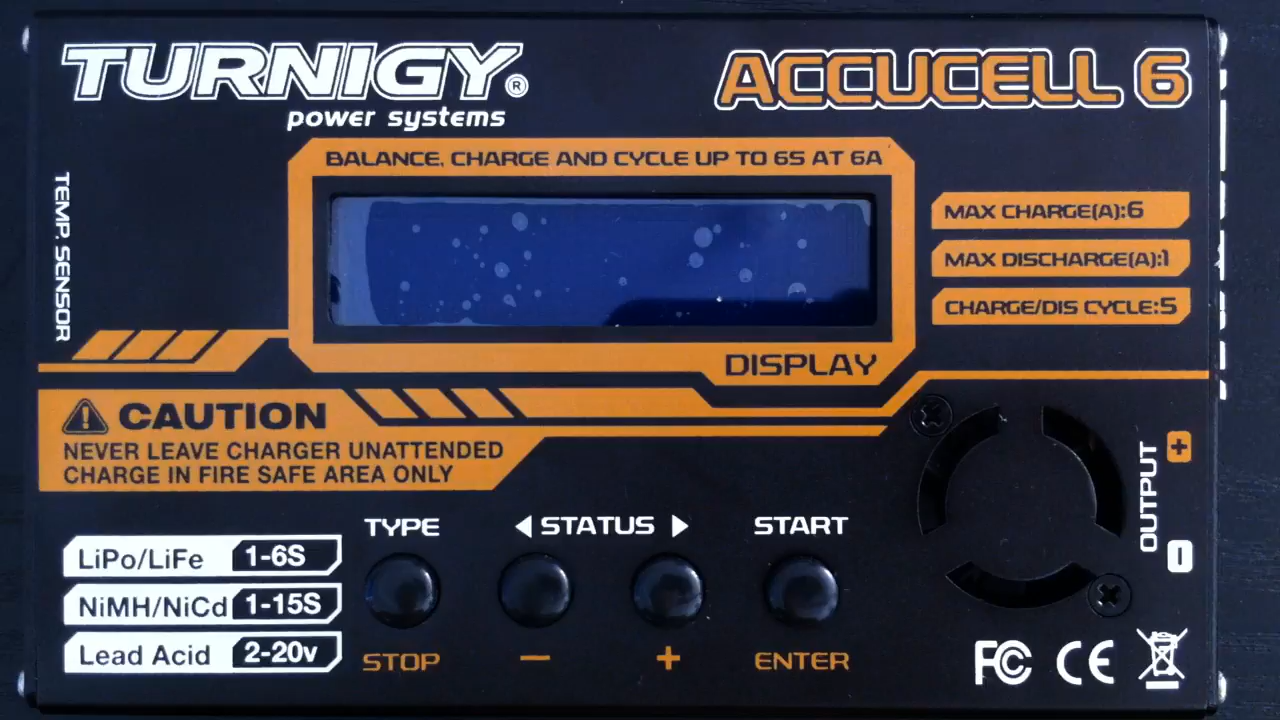 TURNIGY®
power systems
ACCUCELL 6
BALANCE, CHARGE AND CYCLE UP TO 6S AT 6A
TEMP. SENSOR
MAX CHARGE(A):6
MAX DISCHARGE(A):1
CHARGE/DIS CYCLE:5
DISPLAY
CAUTION
NEVER LEAVE CHARGER UNATTENDED
CHARGE IN FIRE SAFE AREA ONLY
OUTPUT + −
TYPE
STATUS
START
LiPo/LiFe 1-6S
NiMH/NiCd 1-15S
Lead Acid 2-20v
STOP
−
+
ENTER
FC CE